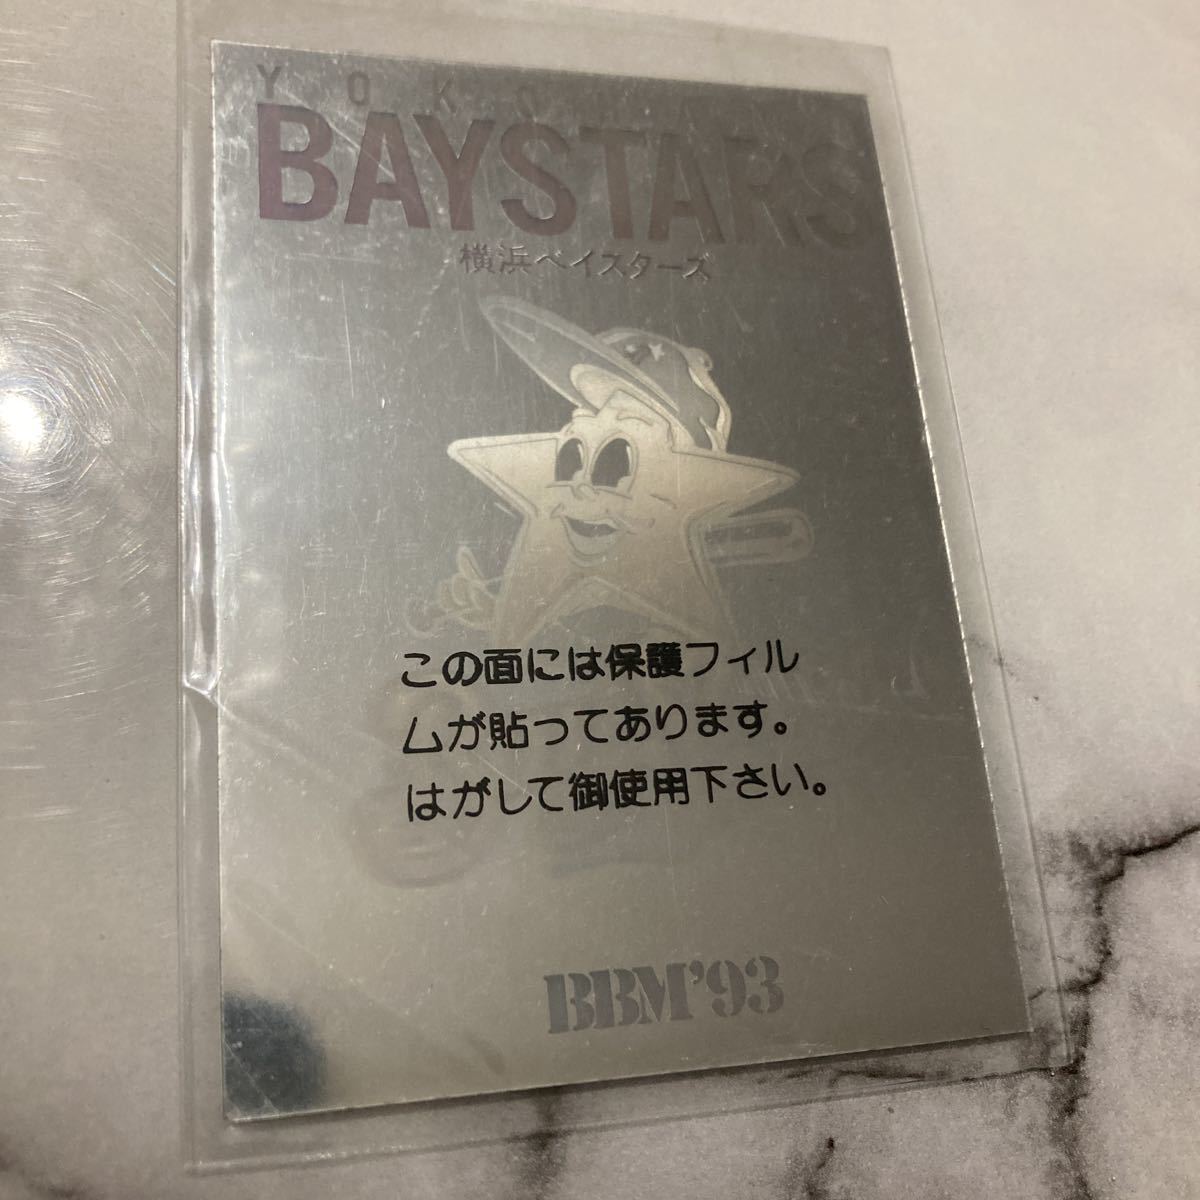 BAYSTARS
横浜ベイスターズ
この面には保護フィル
ムが貼ってあります。
はがして御使用下さい。
BBM'93